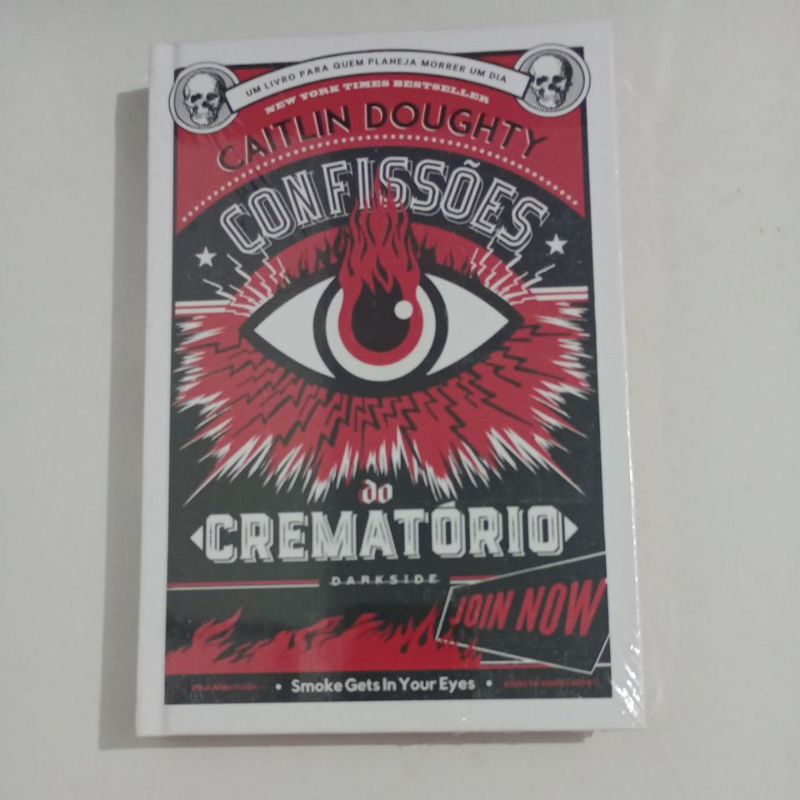 UM LIVRO PARA QUEM PLANEJA MORRER UM DIA
NEW YORK TIMES BESTSELLER
CAITLIN DOUGHTY
CONFISSÕES
do
CREMATÓRIO
DARKSIDE
JOIN NOW
• Smoke Gets In Your Eyes •